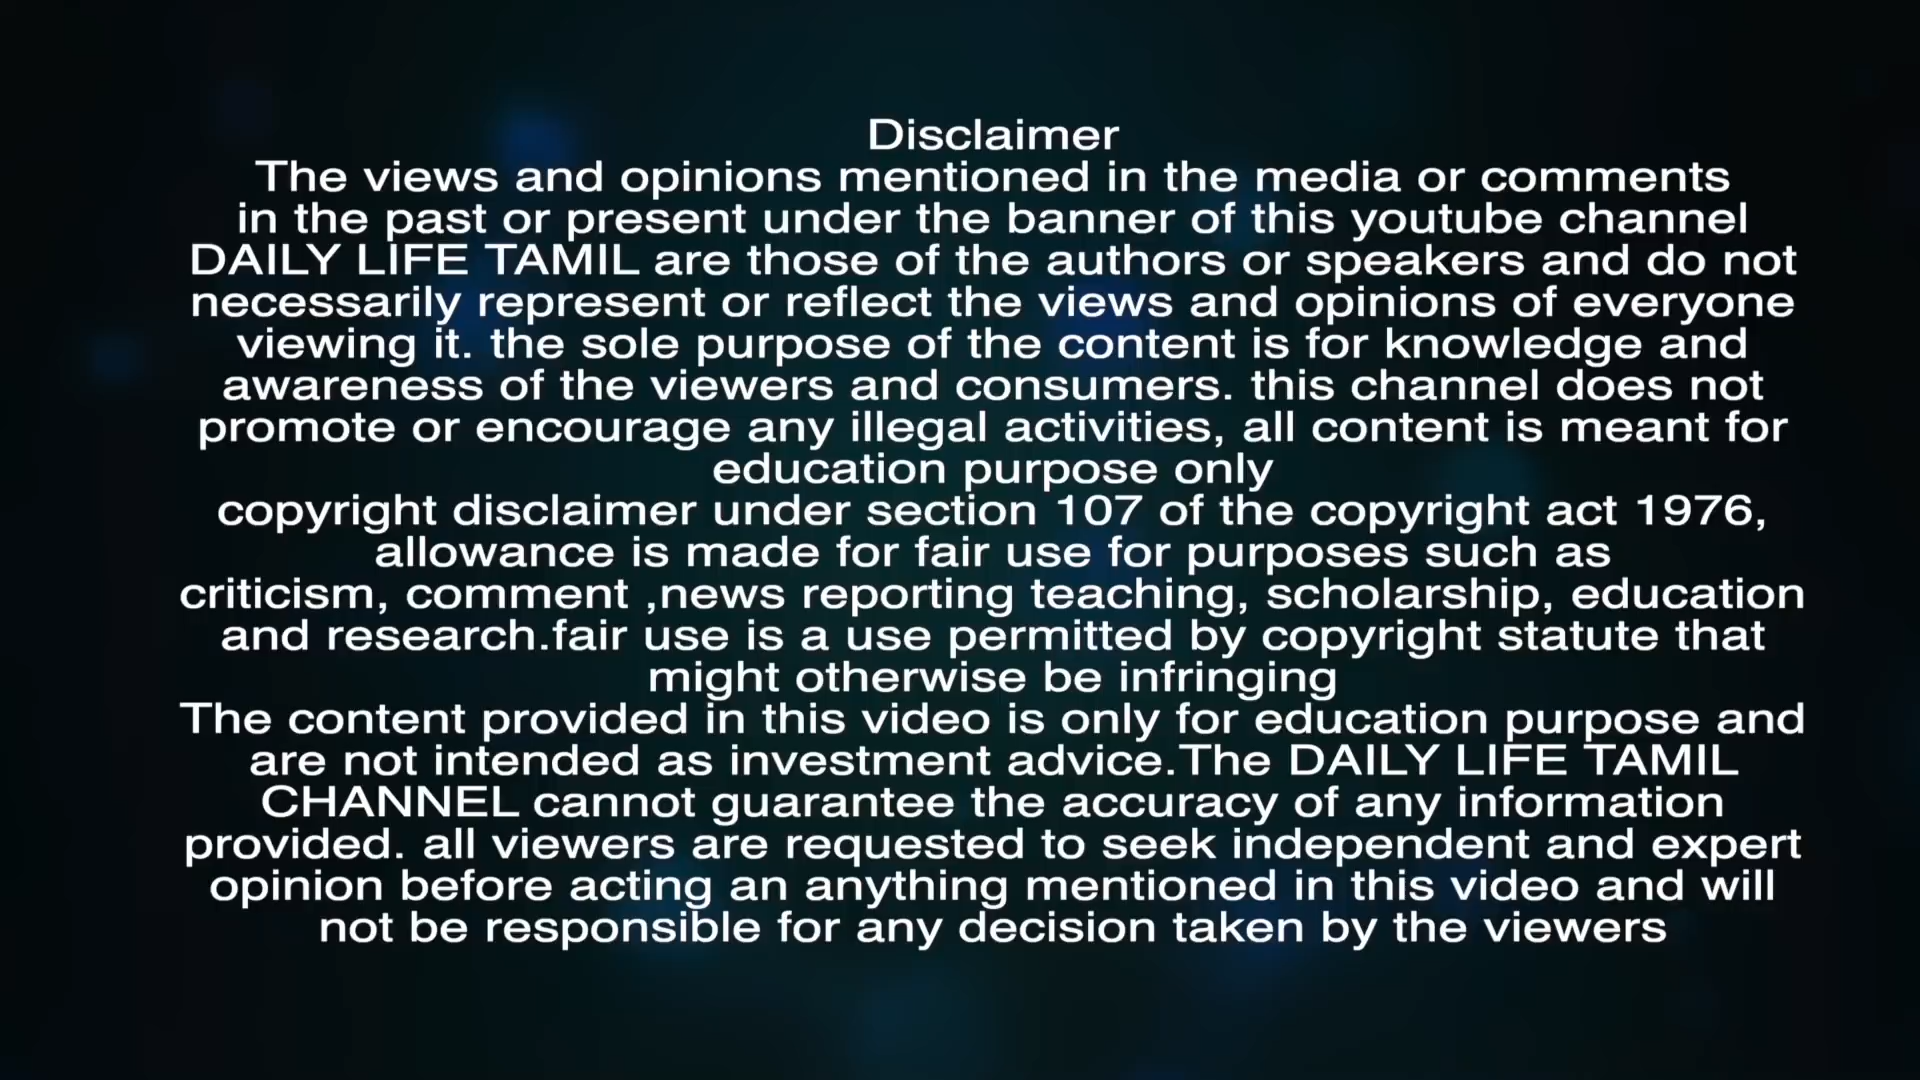 Disclaimer
The views and opinions mentioned in the media or comments
in the past or present under the banner of this youtube channel
DAILY LIFE TAMIL are those of the authors or speakers and do not
necessarily represent or reflect the views and opinions of everyone
viewing it. the sole purpose of the content is for knowledge and
awareness of the viewers and consumers. this channel does not
promote or encourage any illegal activities, all content is meant for
education purpose only
copyright disclaimer under section 107 of the copyright act 1976,
allowance is made for fair use for purposes such as
criticism, comment ,news reporting teaching, scholarship, education
and research.fair use is a use permitted by copyright statute that
might otherwise be infringing
The content provided in this video is only for education purpose and
are not intended as investment advice.The DAILY LIFE TAMIL
CHANNEL cannot guarantee the accuracy of any information
provided. all viewers are requested to seek independent and expert
opinion before acting an anything mentioned in this video and will
not be responsible for any decision taken by the viewers